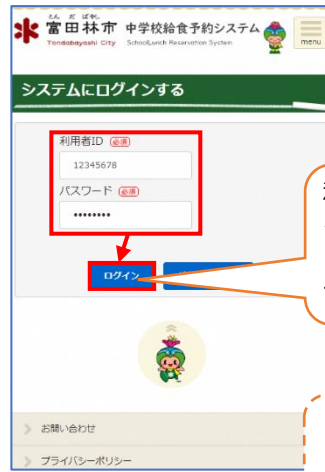 とん だ ばやし
富田林市 中学校給食予約システム
Tondabayashi City SchoolLunch Reservation System
menu
システムにログインする
利用者ID 必須
12345678
パスワード 必須
••••••••
ログイン
お問い合わせ
プライバシーポリシー